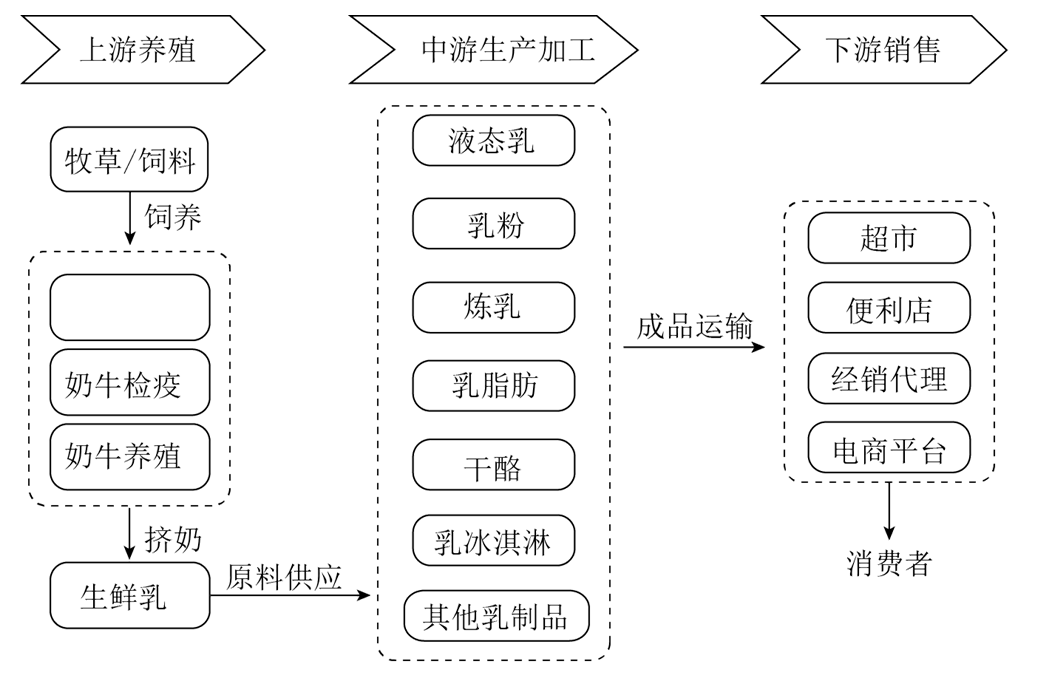 上游养殖
中游生产加工
下游销售
牧草/饲料
饲养
奶牛检疫
奶牛养殖
挤奶
生鲜乳
原料供应
液态乳
乳粉
炼乳
乳脂肪
干酪
乳冰淇淋
其他乳制品
成品运输
超市
便利店
经销代理
电商平台
消费者